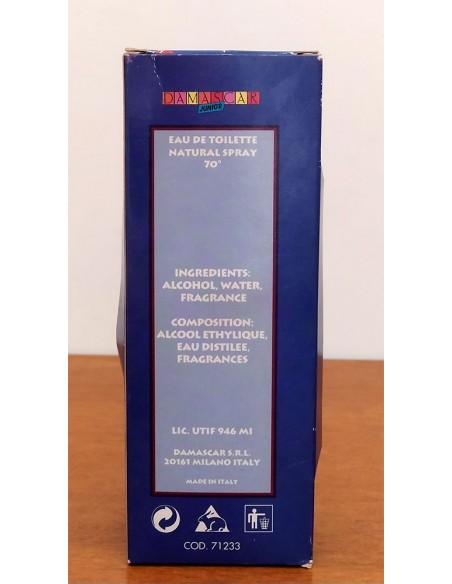 DAMASCAR
JUNIOR
EAU DE TOILETTE
NATURAL SPRAY
70°
INGREDIENTS:
ALCOHOL, WATER,
FRAGRANCE
COMPOSITION:
ALCOOL ETHYLIQUE,
EAU DISTILEE,
FRAGRANCES
LIC. UTIF 946 MI
DAMASCAR S.R.L.
20161 MILANO ITALY
MADE IN ITALY
COD. 71233